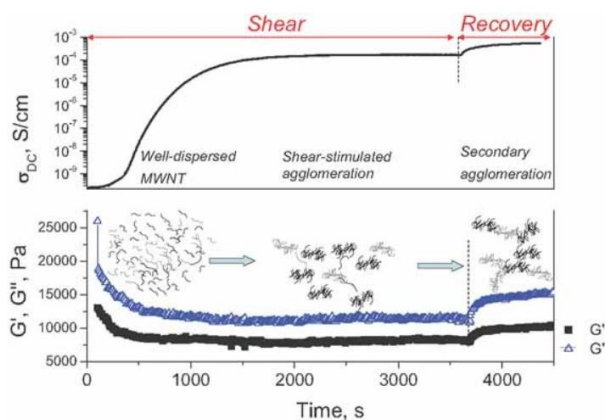 Shear Recovery
10⁻³
10⁻⁴
10⁻⁵
10⁻⁶
10⁻⁷
10⁻⁸
10⁻⁹
σDC, S/cm
Well-dispersed
MWNT
Shear-stimulated
agglomeration
Secondary
agglomeration
25000
20000
15000
10000
5000
G', G'', Pa
G'
G'
0 1000 2000 3000 4000
Time, s